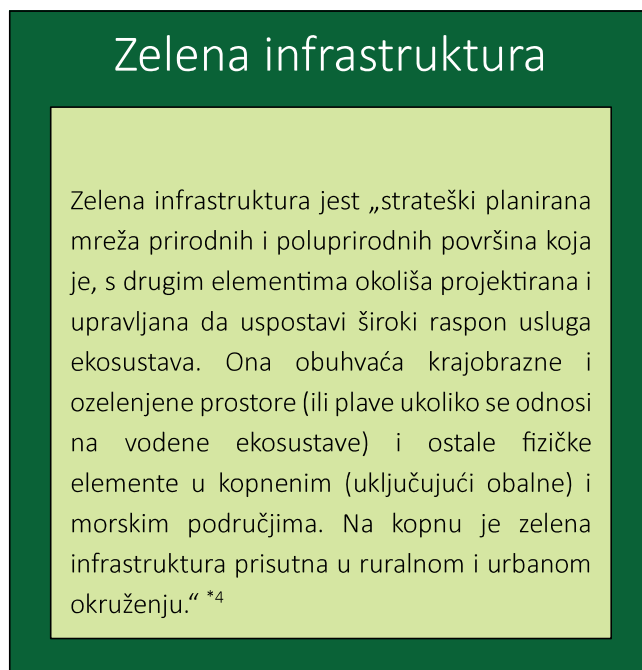 Zelena infrastruktura
Zelena infrastruktura jest „strateški planirana
mreža prirodnih i poluprirodnih površina koja
je, s drugim elementima okoliša projektirana i
upravljana da uspostavi široki raspon usluga
ekosustava. Ona obuhvaća krajobrazne i
ozelenjene prostore (ili plave ukoliko se odnosi
na vodene ekosustave) i ostale fizičke
elemente u kopnenim (uključujući obalne) i
morskim područjima. Na kopnu je zelena
infrastruktura prisutna u ruralnom i urbanom
okruženju.“ *4